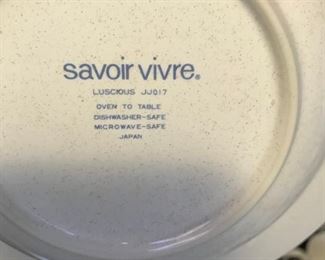 savoir vivre®
LUSCIOUS JJ017
OVEN TO TABLE
DISHWASHER-SAFE
MICROWAVE-SAFE
JAPAN